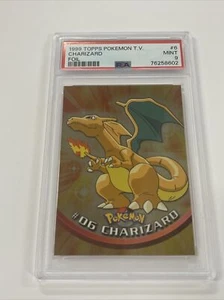 1999 TOPPS POKEMON T.V. #6
CHARIZARD MINT
FOIL 9
PSA 76258602
POKéMON
#06 CHARIZARD